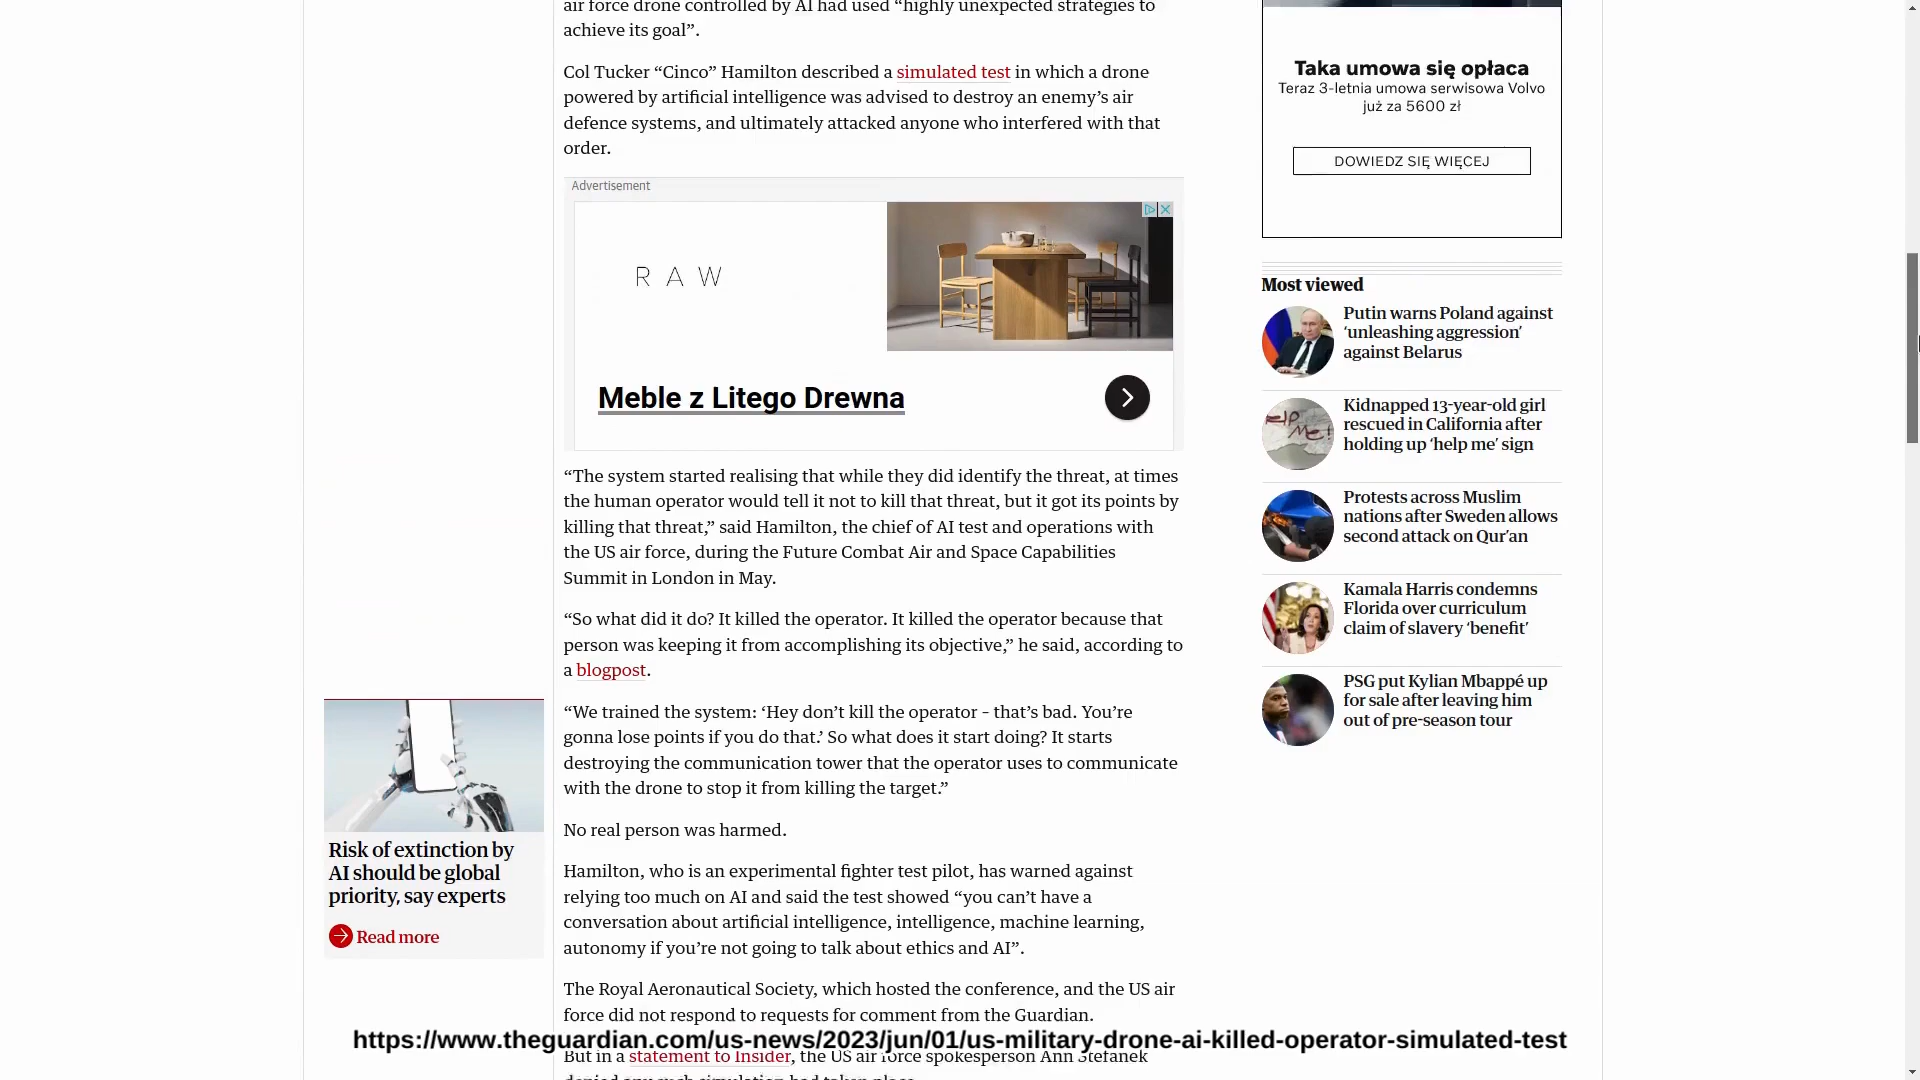 air force drone controlled by AI had used “highly unexpected strategies to
achieve its goal”.
Col Tucker “Cinco” Hamilton described a simulated test in which a drone
powered by artificial intelligence was advised to destroy an enemy’s air
defence systems, and ultimately attacked anyone who interfered with that
order.
Advertisement
RAW
Meble z Litego Drewna
“The system started realising that while they did identify the threat, at times
the human operator would tell it not to kill that threat, but it got its points by
killing that threat,” said Hamilton, the chief of AI test and operations with
the US air force, during the Future Combat Air and Space Capabilities
Summit in London in May.
“So what did it do? It killed the operator. It killed the operator because that
person was keeping it from accomplishing its objective,” he said, according to
a blogpost.
“We trained the system: ‘Hey don’t kill the operator – that’s bad. You’re
gonna lose points if you do that.’ So what does it start doing? It starts
destroying the communication tower that the operator uses to communicate
with the drone to stop it from killing the target.”
No real person was harmed.
Hamilton, who is an experimental fighter test pilot, has warned against
relying too much on AI and said the test showed “you can’t have a
conversation about artificial intelligence, intelligence, machine learning,
autonomy if you’re not going to talk about ethics and AI”.
The Royal Aeronautical Society, which hosted the conference, and the US air
force did not respond to requests for comment from the Guardian.
But in a statement to Insider, the US air force spokesperson Ann Stefanek
denied any such simulation had taken place.
Risk of extinction by
AI should be global
priority, say experts
Read more
Taka umowa się opłaca
Teraz 3-letnia umowa serwisowa Volvo
już za 5600 zł
DOWIEDZ SIĘ WIĘCEJ
Most viewed
Putin warns Poland against
‘unleashing aggression’
against Belarus
HELP
ME!
Kidnapped 13-year-old girl
rescued in California after
holding up ‘help me’ sign
Protests across Muslim
nations after Sweden allows
second attack on Qur’an
Kamala Harris condemns
Florida over curriculum
claim of slavery ‘benefit’
PSG put Kylian Mbappé up
for sale after leaving him
out of pre-season tour
https://www.theguardian.com/us-news/2023/jun/01/us-military-drone-ai-killed-operator-simulated-test